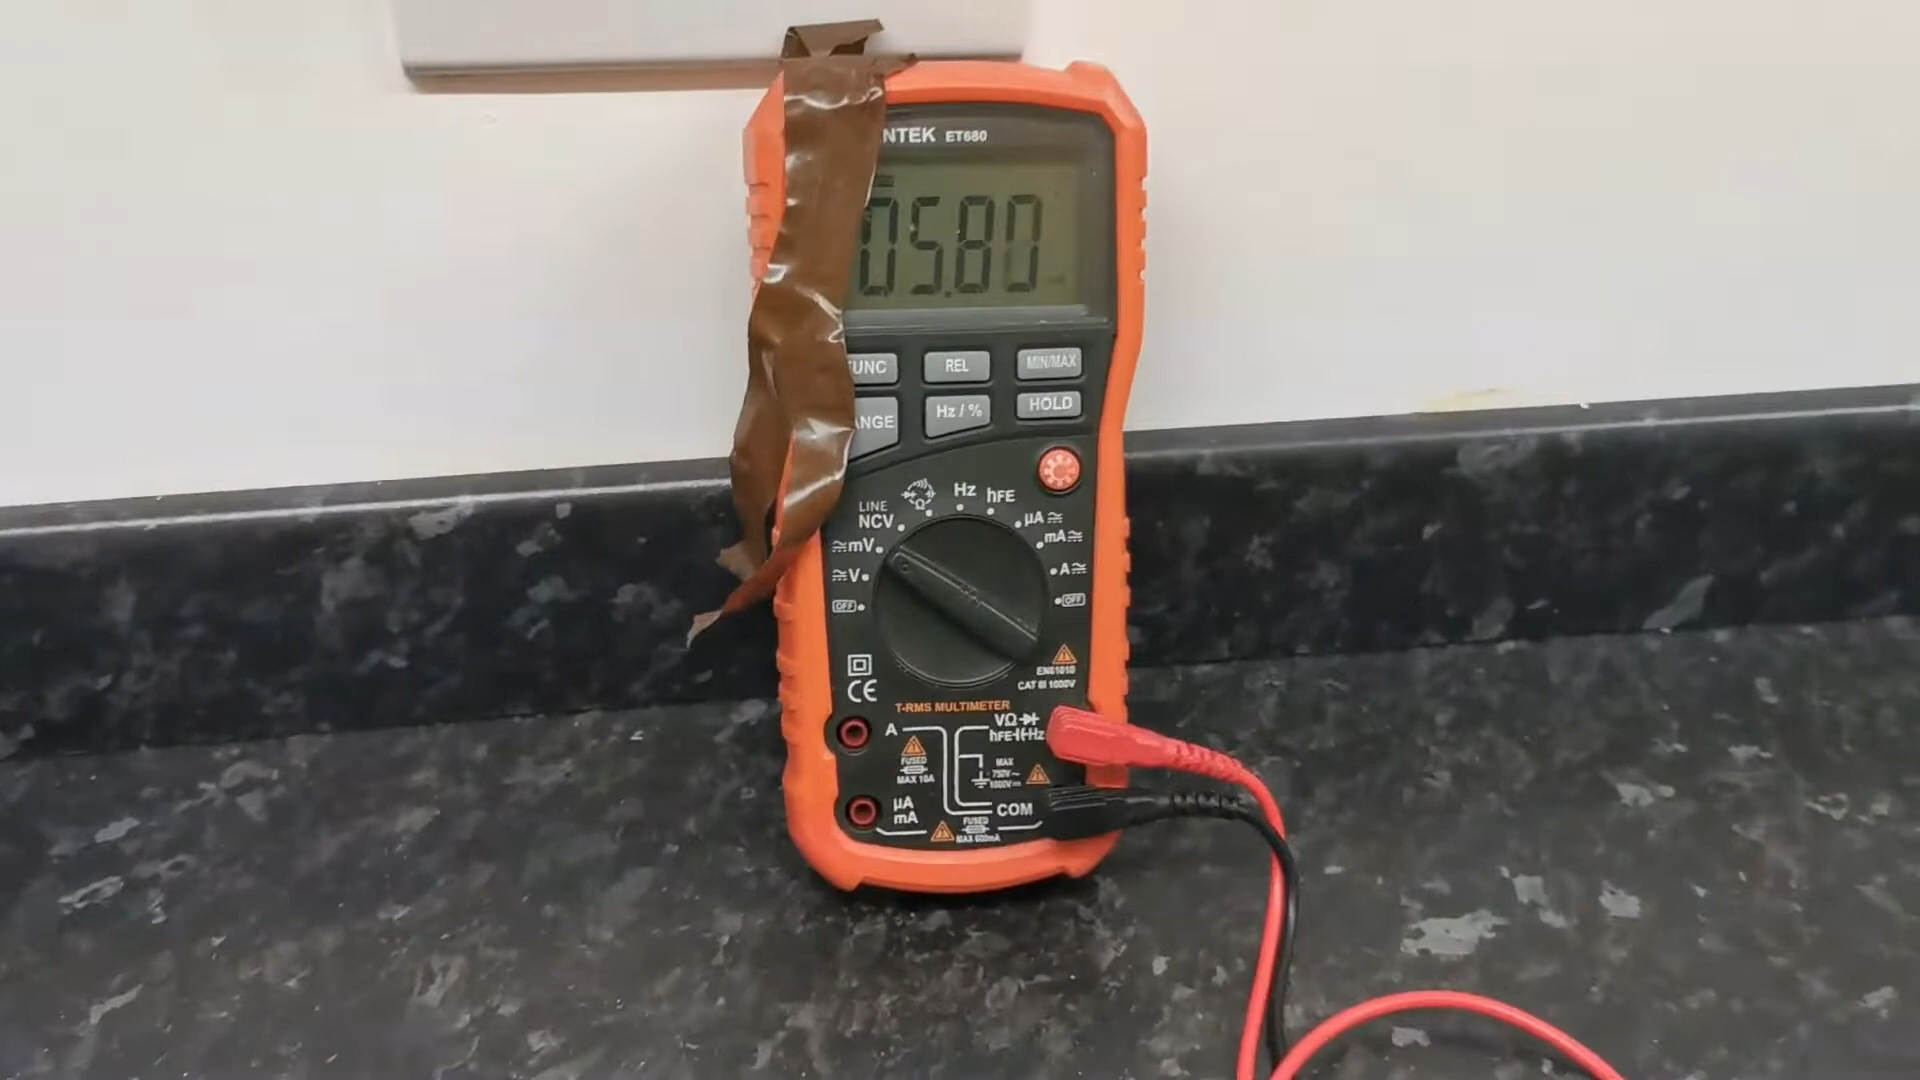 NTEK ET680
05.80
UNC REL MIN/MAX
ANGE Hz / % HOLD
LINE
NCV
Ω
Hz
hFE
µA
mA
mV
V
A
OFF
OFF
EN61010
CAT III 1000V
CE
T-RMS MULTIMETER
A
VΩ
hFE Hz
FUSED
MAX 10A
MAX
750V~
1000V
µA
mA
COM
FUSED
MAX 600mA